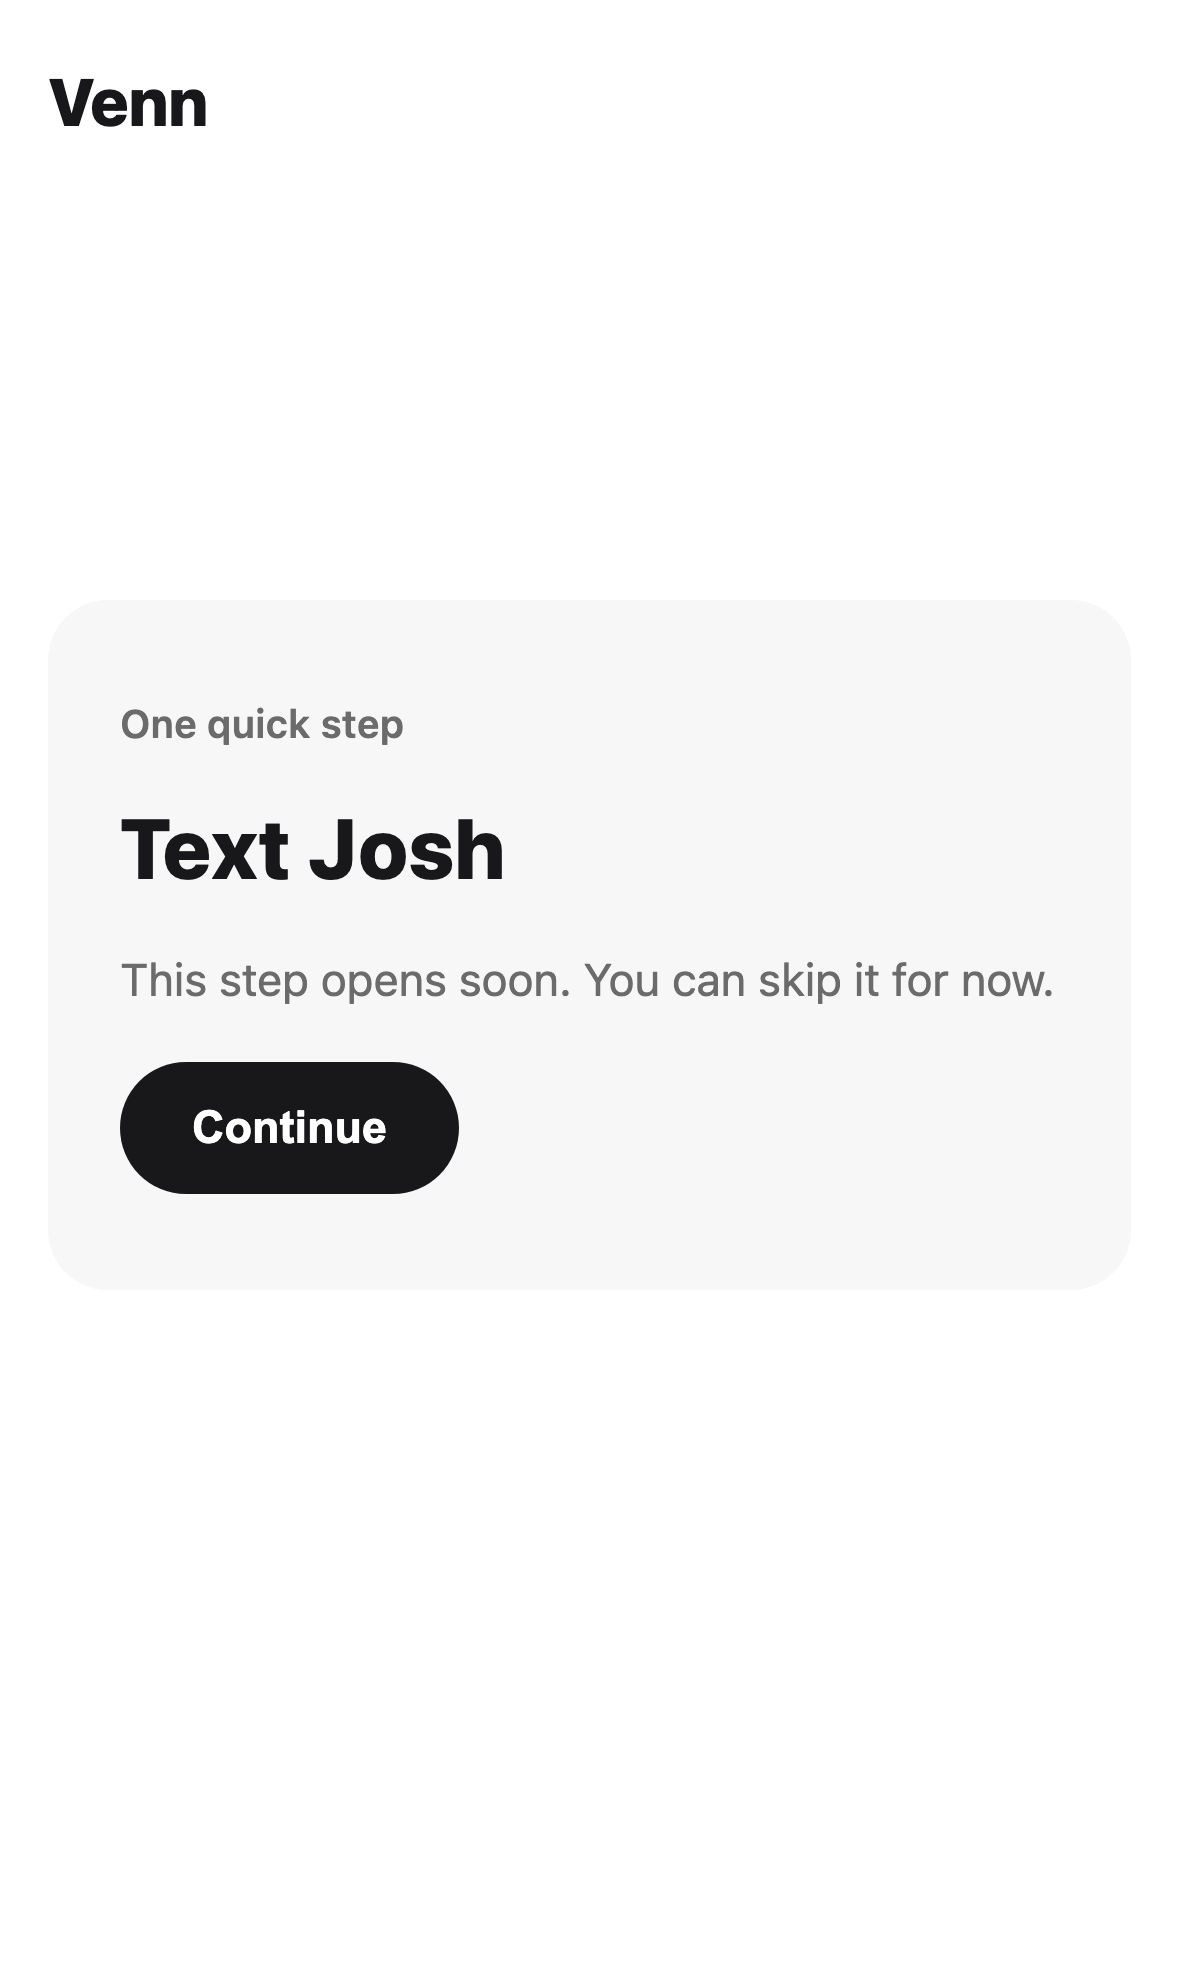 Venn
One quick step
Text Josh
This step opens soon. You can skip it for now.
Continue